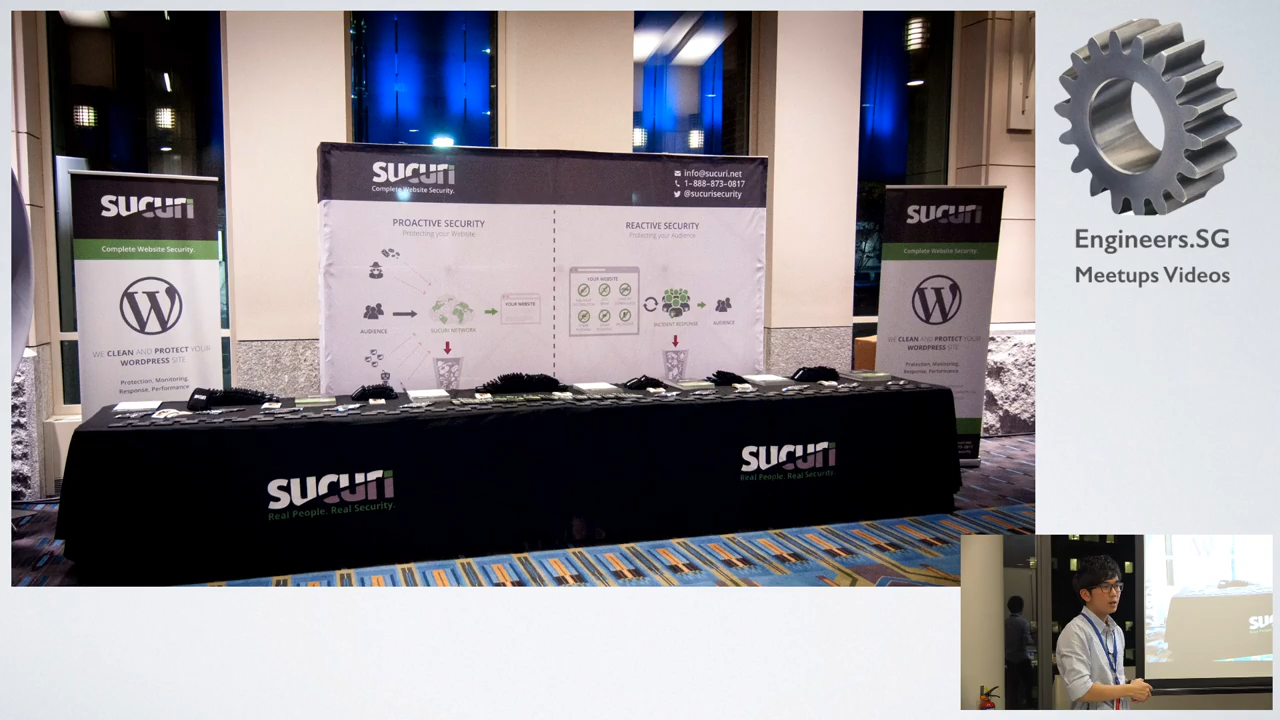 sucuri
Complete Website Security.
WE CLEAN AND PROTECT YOUR
WORDPRESS SITE
Protection, Monitoring,
Response, Performance
sucuri
Complete Website Security.
info@sucuri.net
1-888-873-0817
@sucurisecurity
PROACTIVE SECURITY
Protecting your Website
AUDIENCE
SUCURI NETWORK
YOUR WEBSITE
REACTIVE SECURITY
Protecting your Audience
YOUR WEBSITE
INCIDENT RESPONSE
AUDIENCE
sucuri
Complete Website Security.
WE CLEAN AND PROTECT YOUR
WORDPRESS SITE
Protection, Monitoring,
Response, Performance
sucuri
Real People. Real Security.
sucuri
Real People. Real Security.
Engineers.SG
Meetups Videos